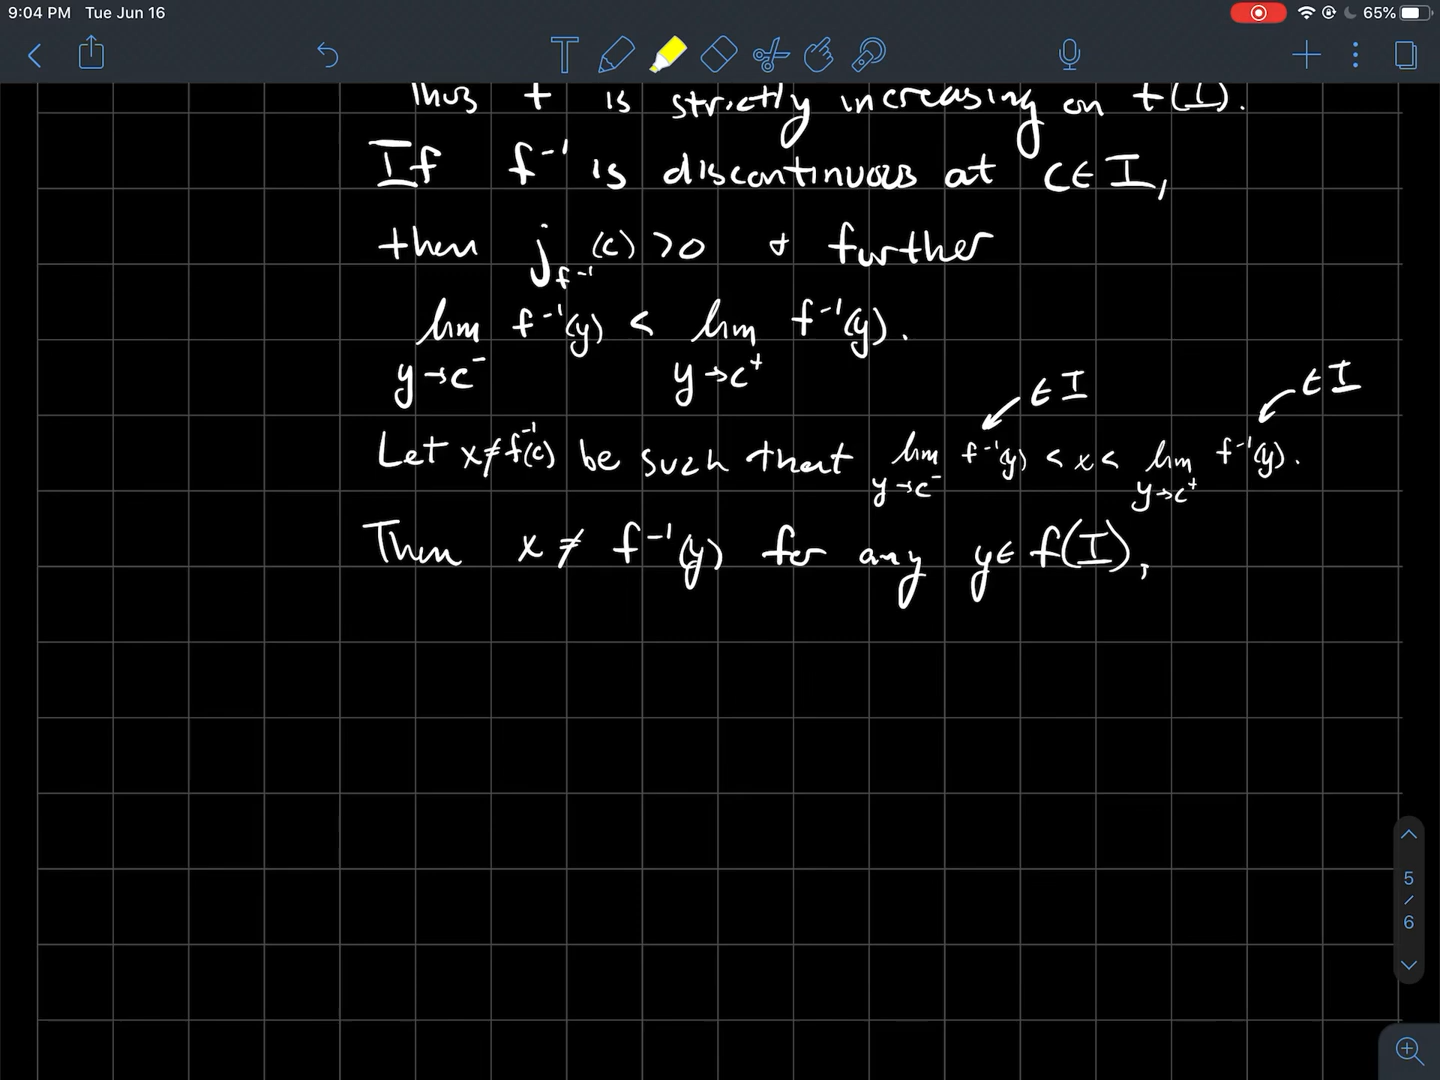 9:04 PM Tue Jun 16 65%
Thus f is strictly increasing on f(I).
If f⁻¹ is discontinuous at c∈I,
then j_{f⁻¹}(c) >0 & further
lim_{y→c⁻} f⁻¹(y) < lim_{y→c⁺} f⁻¹(y).
∈I ∈I
Let x≠f⁻¹(c) be such that lim_{y→c⁻} f⁻¹(y) < x < lim_{y→c⁺} f⁻¹(y).
Then x ≠ f⁻¹(y) for any y∈ f(I),
5
/
6